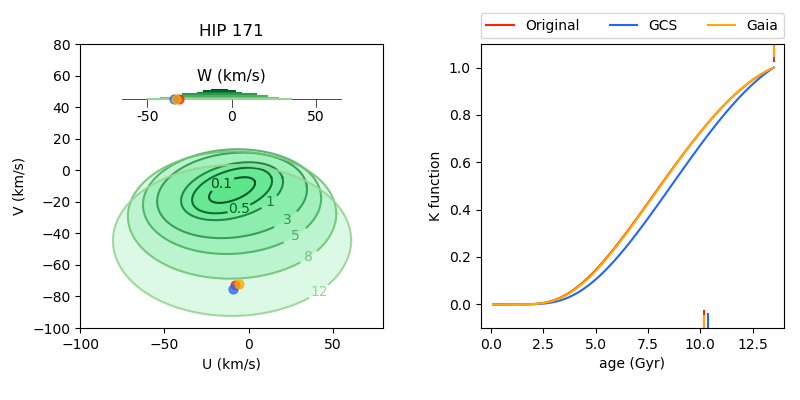 HIP 171
Original GCS Gaia
80
60
40
20
0
−20
−40
−60
−80
−100
V (km/s)
W (km/s)
-50 0 50
0.1
0.5
1
3
5
8
12
−100 −50 0 50
U (km/s)
K function
1.0
0.8
0.6
0.4
0.2
0.0
0.0 2.5 5.0 7.5 10.0 12.5
age (Gyr)